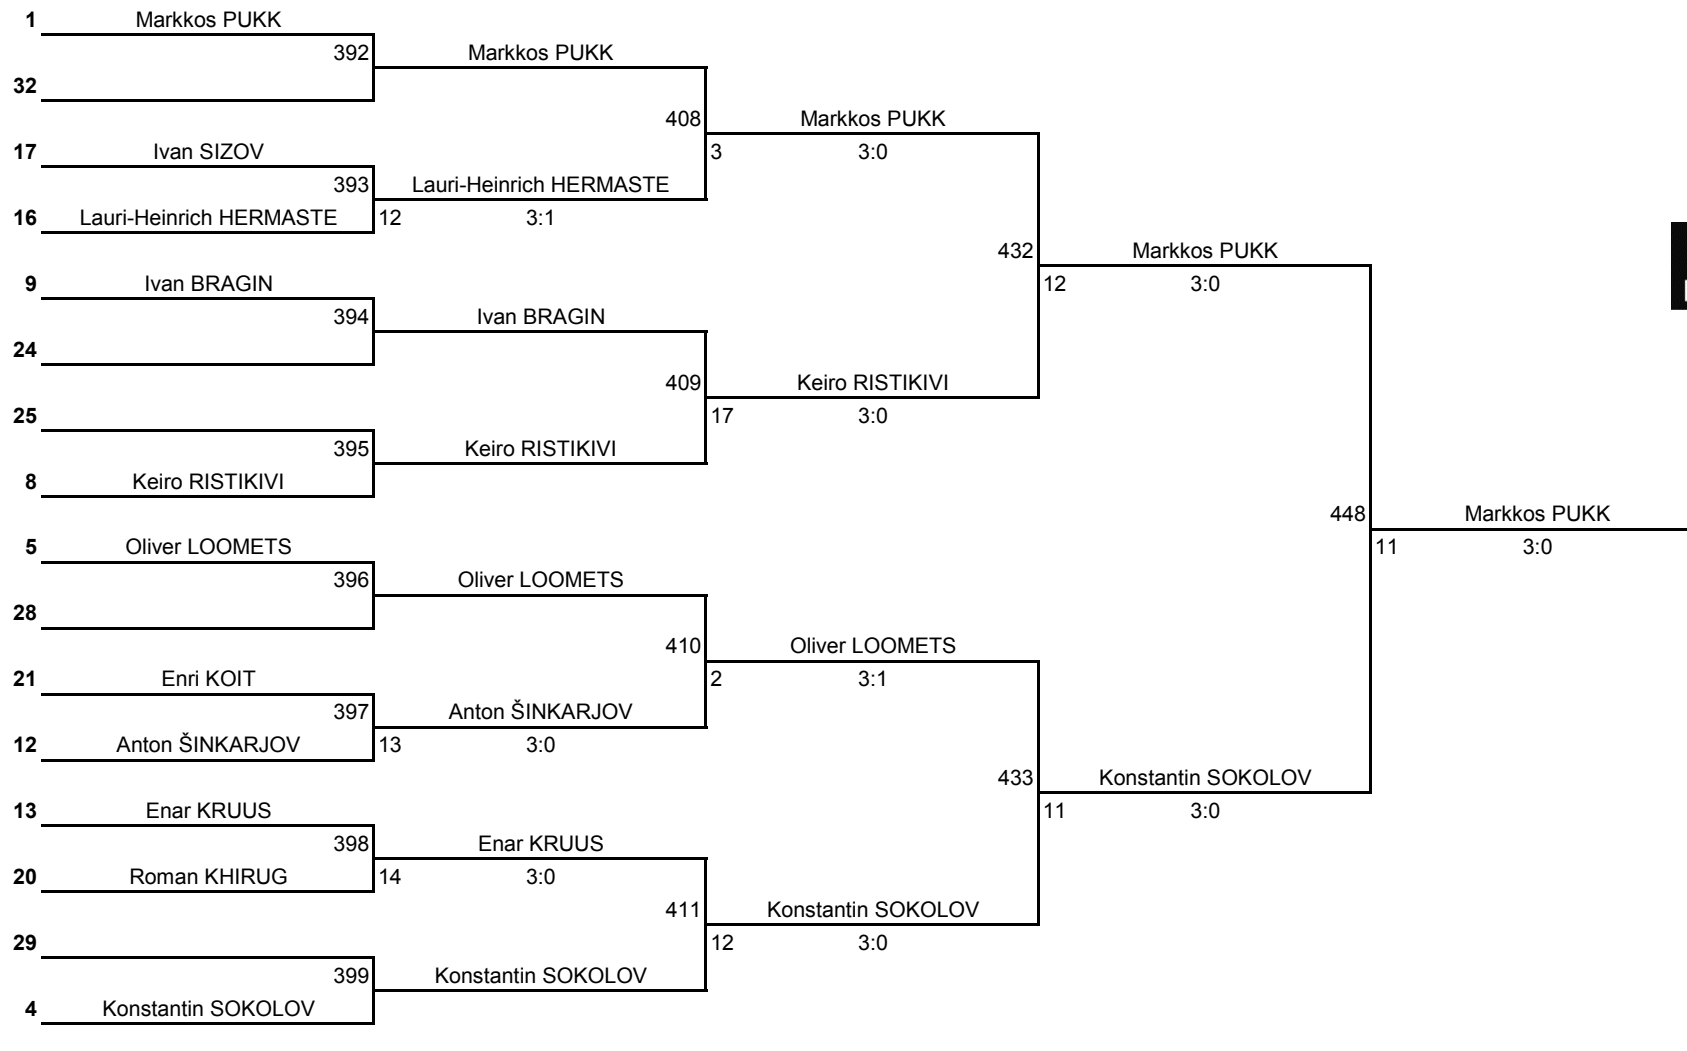 1 Markkos PUKK
392 Markkos PUKK
32
408 Markkos PUKK
17 Ivan SIZOV 3 3:0
393 Lauri-Heinrich HERMASTE
16 Lauri-Heinrich HERMASTE 12 3:1
432 Markkos PUKK
9 Ivan BRAGIN 12 3:0
394 Ivan BRAGIN
24
409 Keiro RISTIKIVI
25 17 3:0
395 Keiro RISTIKIVI
8 Keiro RISTIKIVI
448 Markkos PUKK
5 Oliver LOOMETS 11 3:0
396 Oliver LOOMETS
28
410 Oliver LOOMETS
21 Enri KOIT 2 3:1
397 Anton ŠINKARJOV
12 Anton ŠINKARJOV 13 3:0
433 Konstantin SOKOLOV
13 Enar KRUUS 11 3:0
398 Enar KRUUS
20 Roman KHIRUG 14 3:0
411 Konstantin SOKOLOV
29 12 3:0
399 Konstantin SOKOLOV
4 Konstantin SOKOLOV